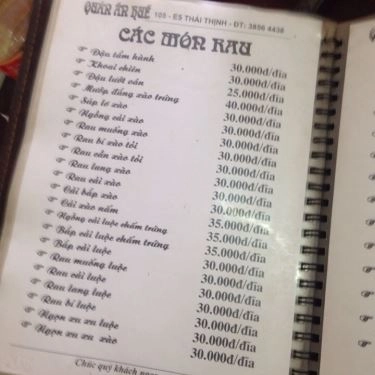 QUÁN ĂN HUẾ 105 - E5 THÁI THỊNH - ĐT: 3856 4438
CÁC MÓN RAU
Đậu tẩm hành 30.000đ/đĩa
Khoai chiên 30.000đ/đĩa
Đậu lướt ván 25.000đ/đĩa
Mướp đắng xào trứng 40.000đ/đĩa
Súp lơ xào 30.000đ/đĩa
Ngồng cải xào 30.000đ/đĩa
Rau muống xào 30.000đ/đĩa
Rau bí xào tỏi 30.000đ/đĩa
Rau cần xào tỏi 30.000đ/đĩa
Rau lang xào 30.000đ/đĩa
Rau cải xào 30.000đ/đĩa
Cải bắp xào 30.000đ/đĩa
Cải xào nấm 35.000đ/đĩa
Ngồng cải luộc chấm trứng 35.000đ/đĩa
Bắp cải luộc chấm trứng 35.000đ/đĩa
Bắp cải luộc 30.000đ/đĩa
Rau muống luộc 30.000đ/đĩa
Rau cải luộc 30.000đ/đĩa
Rau lang luộc 30.000đ/đĩa
Rau bí luộc 30.000đ/đĩa
Ngọn xu xu luộc 30.000đ/đĩa
Ngọn xu xu xào 30.000đ/đĩa
Chúc quý khách